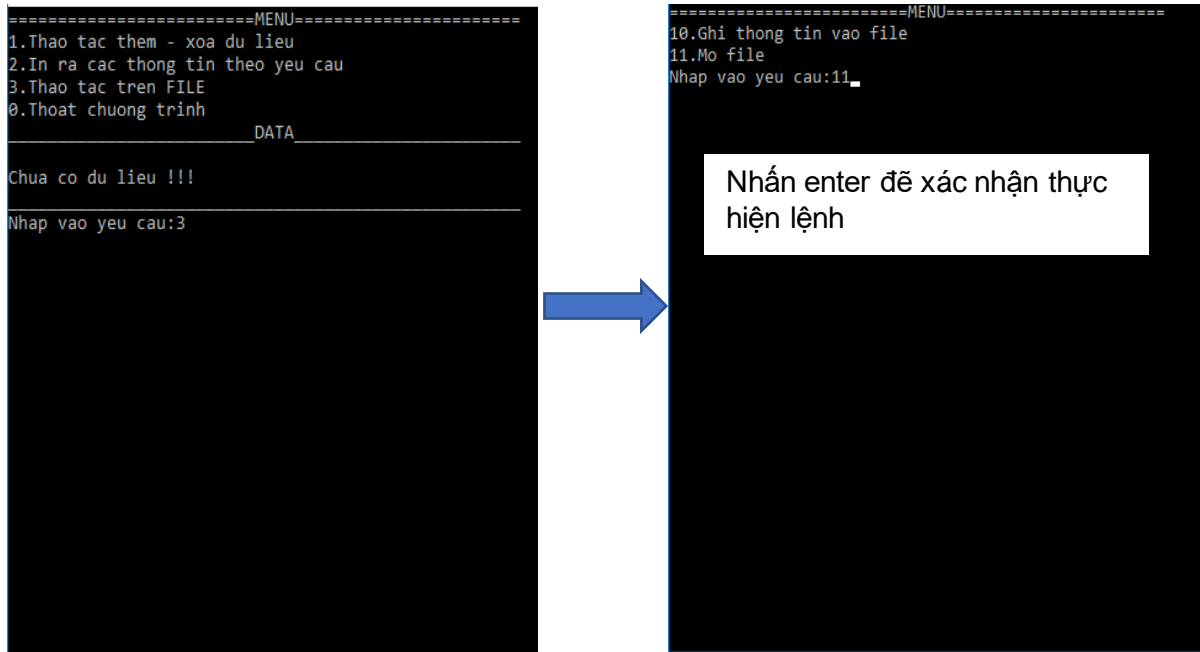 =========================MENU=======================
1.Thao tac them - xoa du lieu
2.In ra cac thong tin theo yeu cau
3.Thao tac tren FILE
0.Thoat chuong trinh
_________________________DATA_______________________
Chua co du lieu !!!
____________________________________________________
Nhap vao yeu cau:3
=========================MENU=======================
10.Ghi thong tin vao file
11.Mo file
Nhap vao yeu cau:11
Nhấn enter đẽ xác nhận thực
hiện lệnh